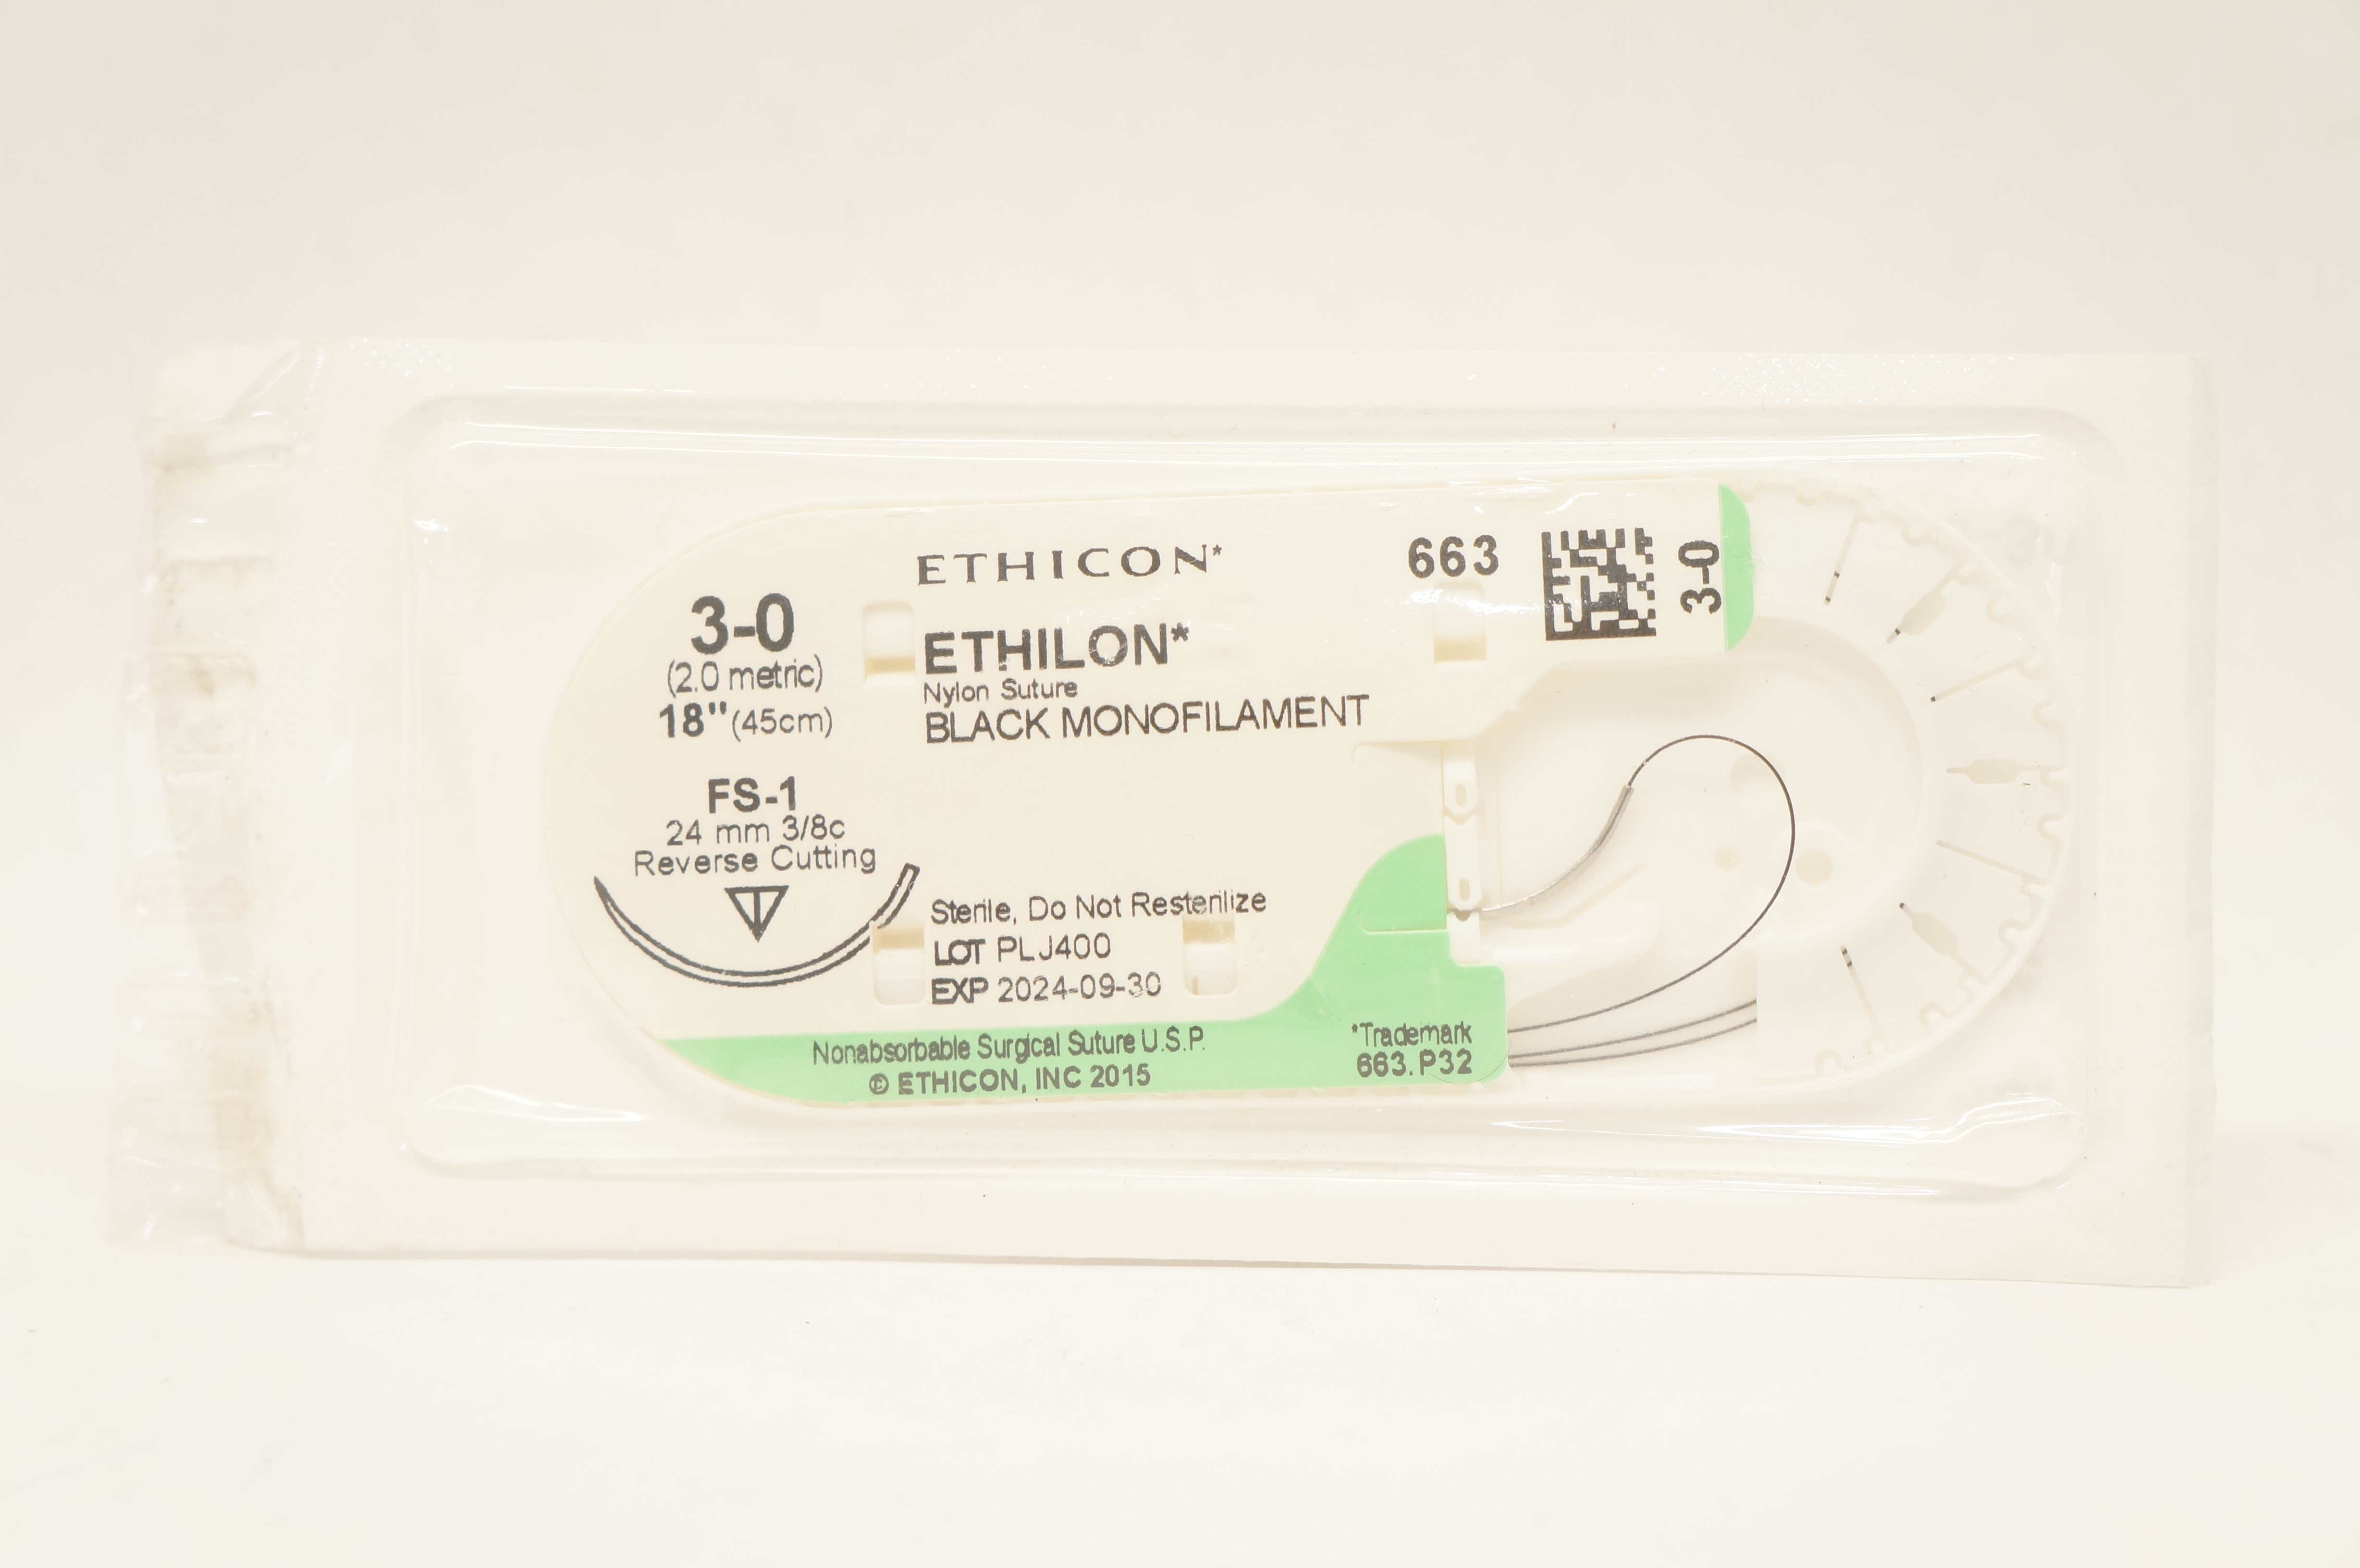 ETHICON*
663
3-0
3-0
(2.0 metric)
18" (45cm)
ETHILON*
Nylon Suture
BLACK MONOFILAMENT
FS-1
24 mm 3/8c
Reverse Cutting
Sterile, Do Not Resterilize
LOT PLJ400
EXP 2024-09-30
Nonabsorbable Surgical Suture U.S.P.
© ETHICON, INC 2015
*Trademark
663.P32